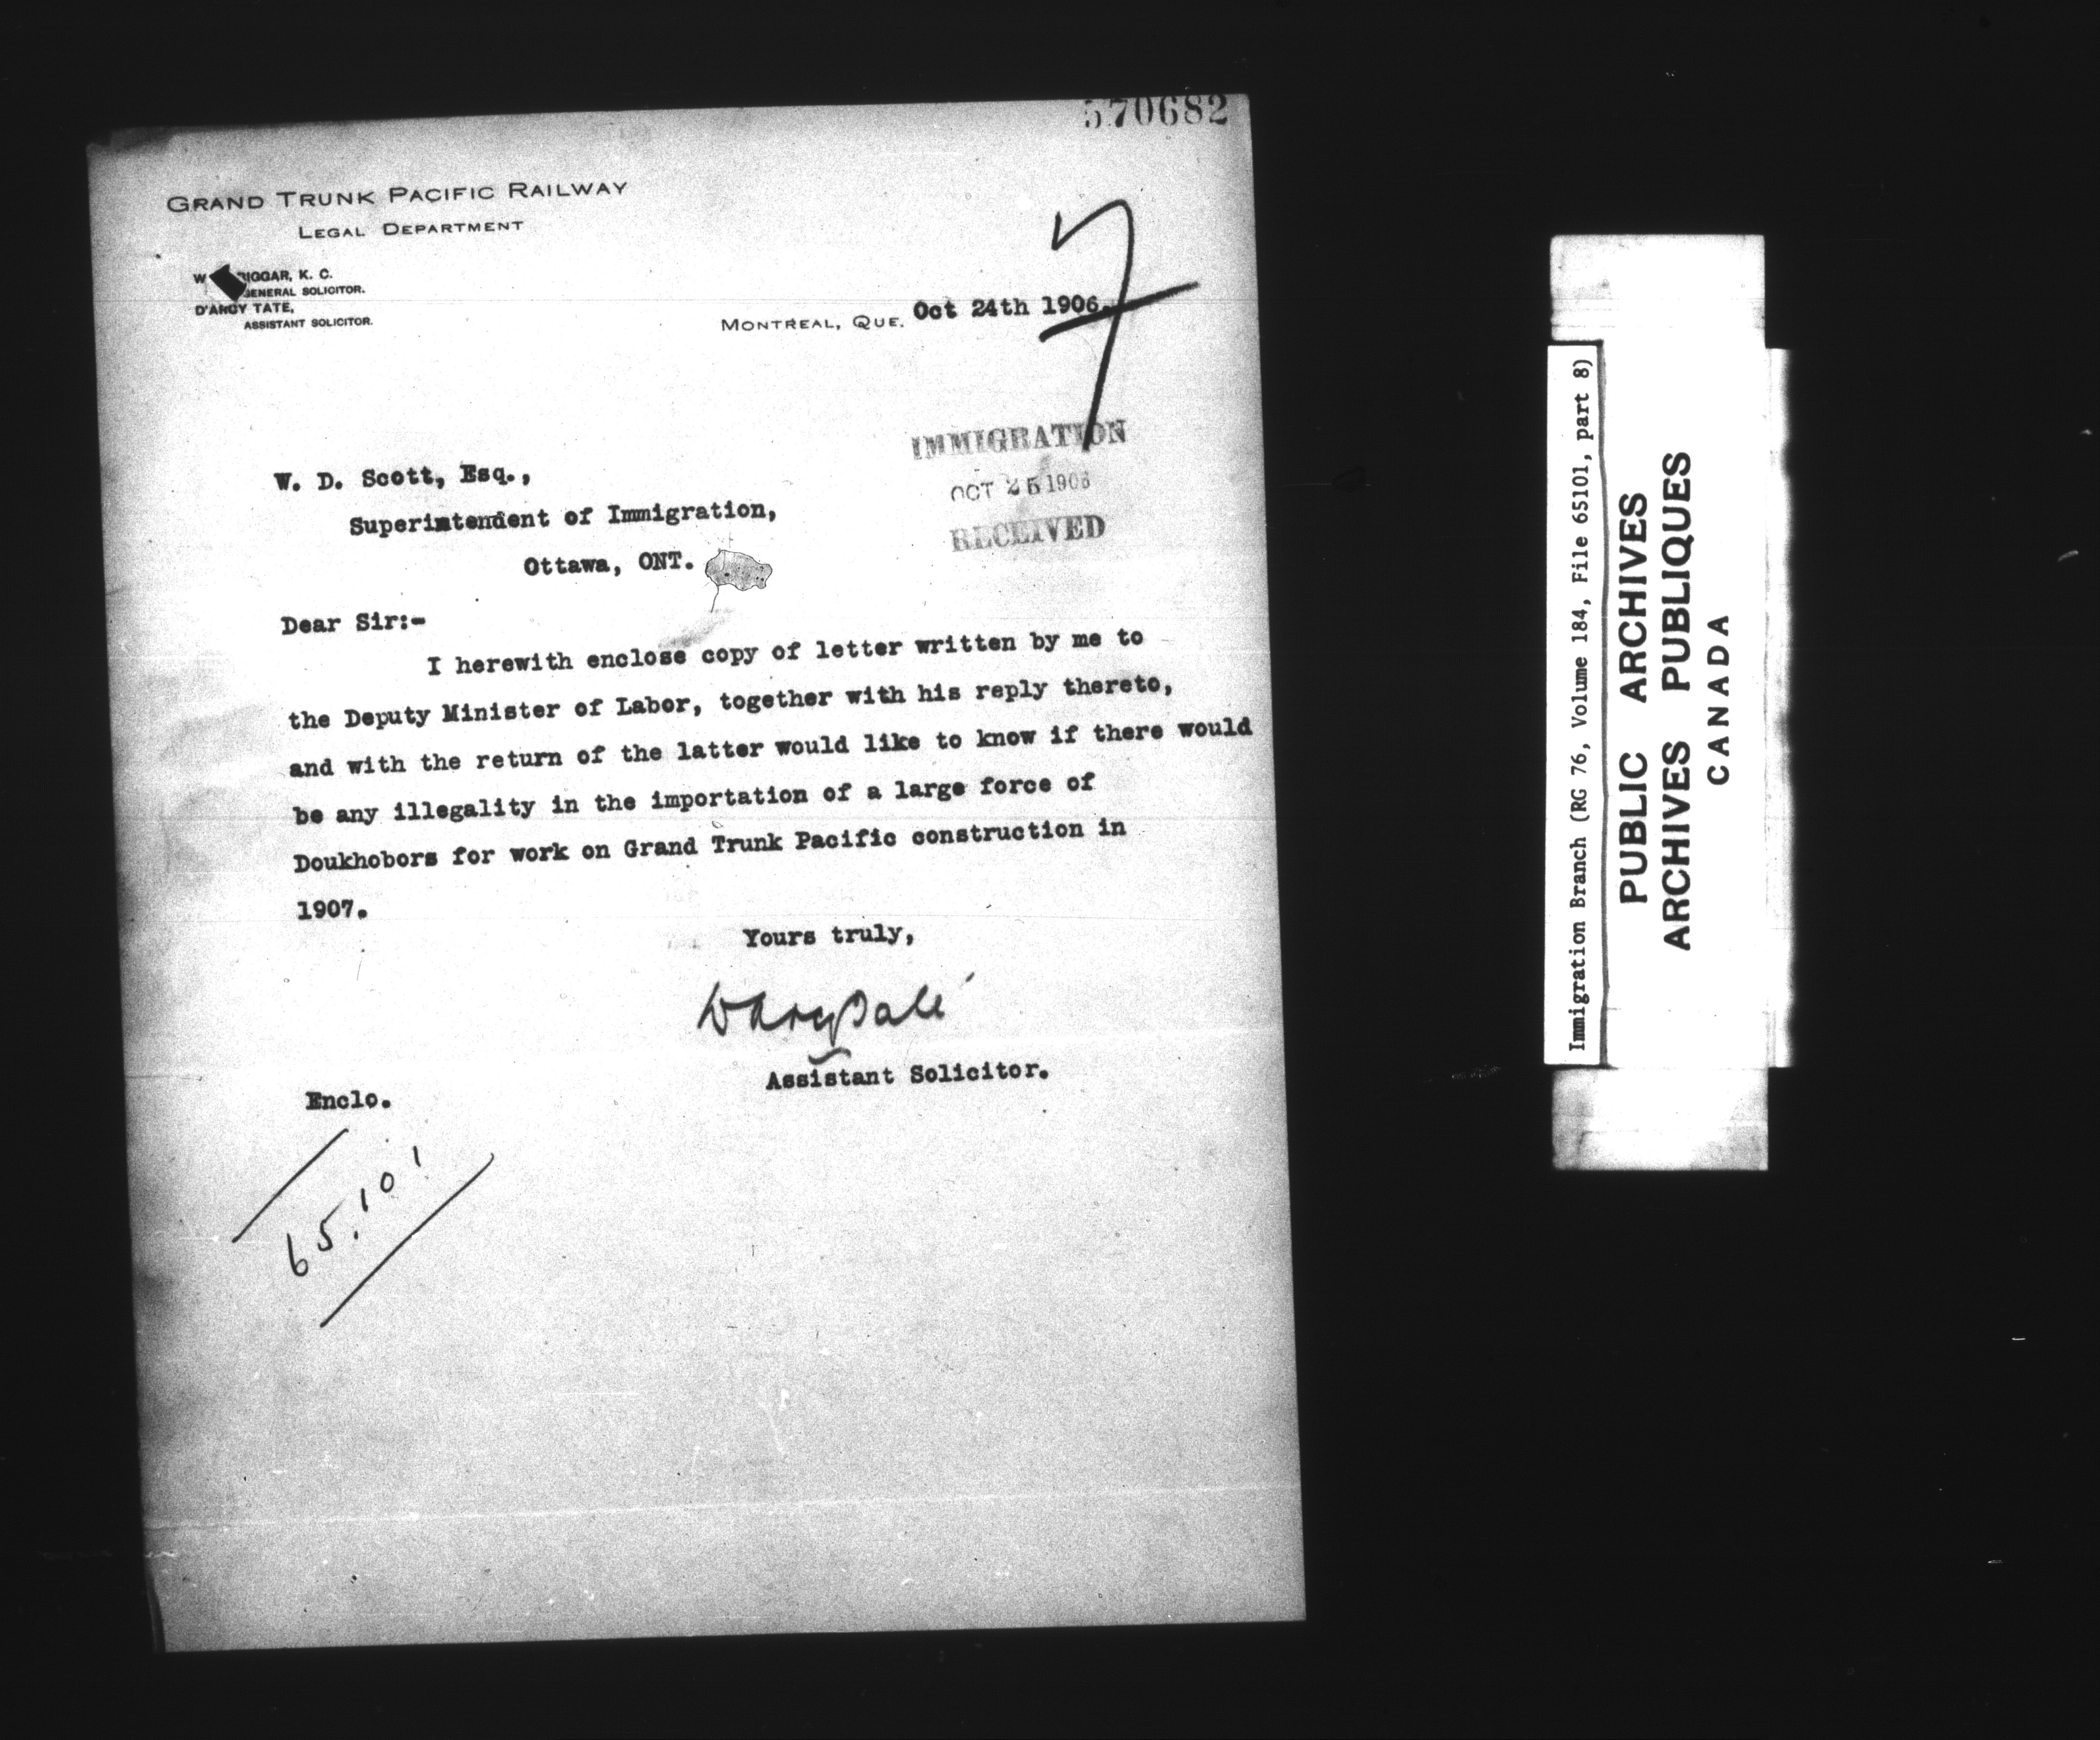 570682
GRAND TRUNK PACIFIC RAILWAY
LEGAL DEPARTMENT
W BIGGAR, K. C.
GENERAL SOLICITOR.
D'ARCY TATE,
ASSISTANT SOLICITOR.
MONTREAL, QUE. Oct 24th 1906.
7
IMMIGRATION
OCT 25 1906
RECEIVED
W. D. Scott, Esq.,
Superintendent of Immigration,
Ottawa, ONT.
Dear Sir:-
I herewith enclose copy of letter written by me to
the Deputy Minister of Labor, together with his reply thereto,
and with the return of the latter would like to know if there would
be any illegality in the importation of a large force of
Doukhobors for work on Grand Trunk Pacific construction in
1907.
Yours truly,
D'Arcy Tate
Assistant Solicitor.
Enclo.
65.101
Immigration Branch (RG 76, Volume 184, File 65101, part 8)
PUBLIC ARCHIVES
ARCHIVES PUBLIQUES
CANADA